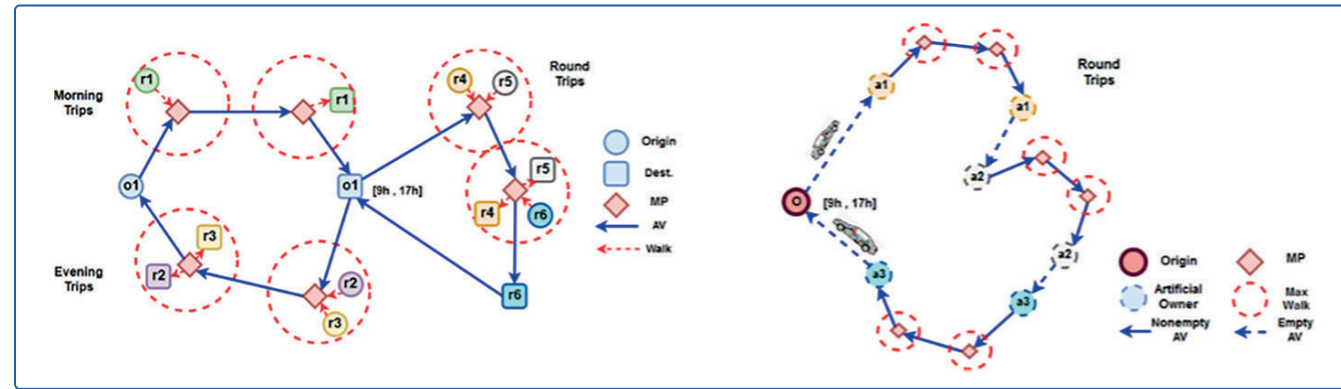 r1
Morning
Trips
r1
o1
o1
[9h , 17h]
r3
r2
Evening
Trips
r2
r3
r4
r5
Round
Trips
r5
r4
r6
r6
Origin
Dest.
MP
AV
Walk
a1
a1
Round
Trips
a2
O
[9h , 17h]
a2
a3
a3
Origin
MP
Artificial
Owner
Max
Walk
Nonempty
AV
Empty
AV